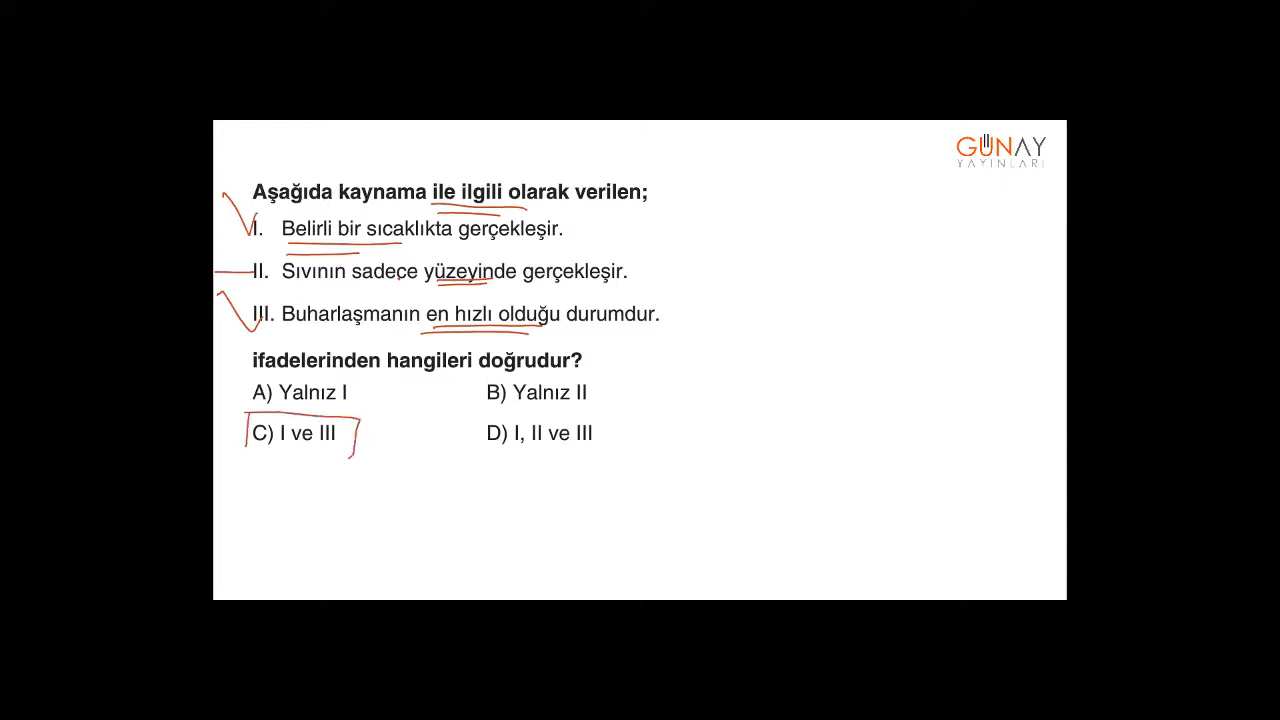 GÜNAY
YAYINLARI
Aşağıda kaynama ile ilgili olarak verilen;
I. Belirli bir sıcaklıkta gerçekleşir.
II. Sıvının sadece yüzeyinde gerçekleşir.
III. Buharlaşmanın en hızlı olduğu durumdur.
ifadelerinden hangileri doğrudur?
A) Yalnız I B) Yalnız II
C) I ve III D) I, II ve III